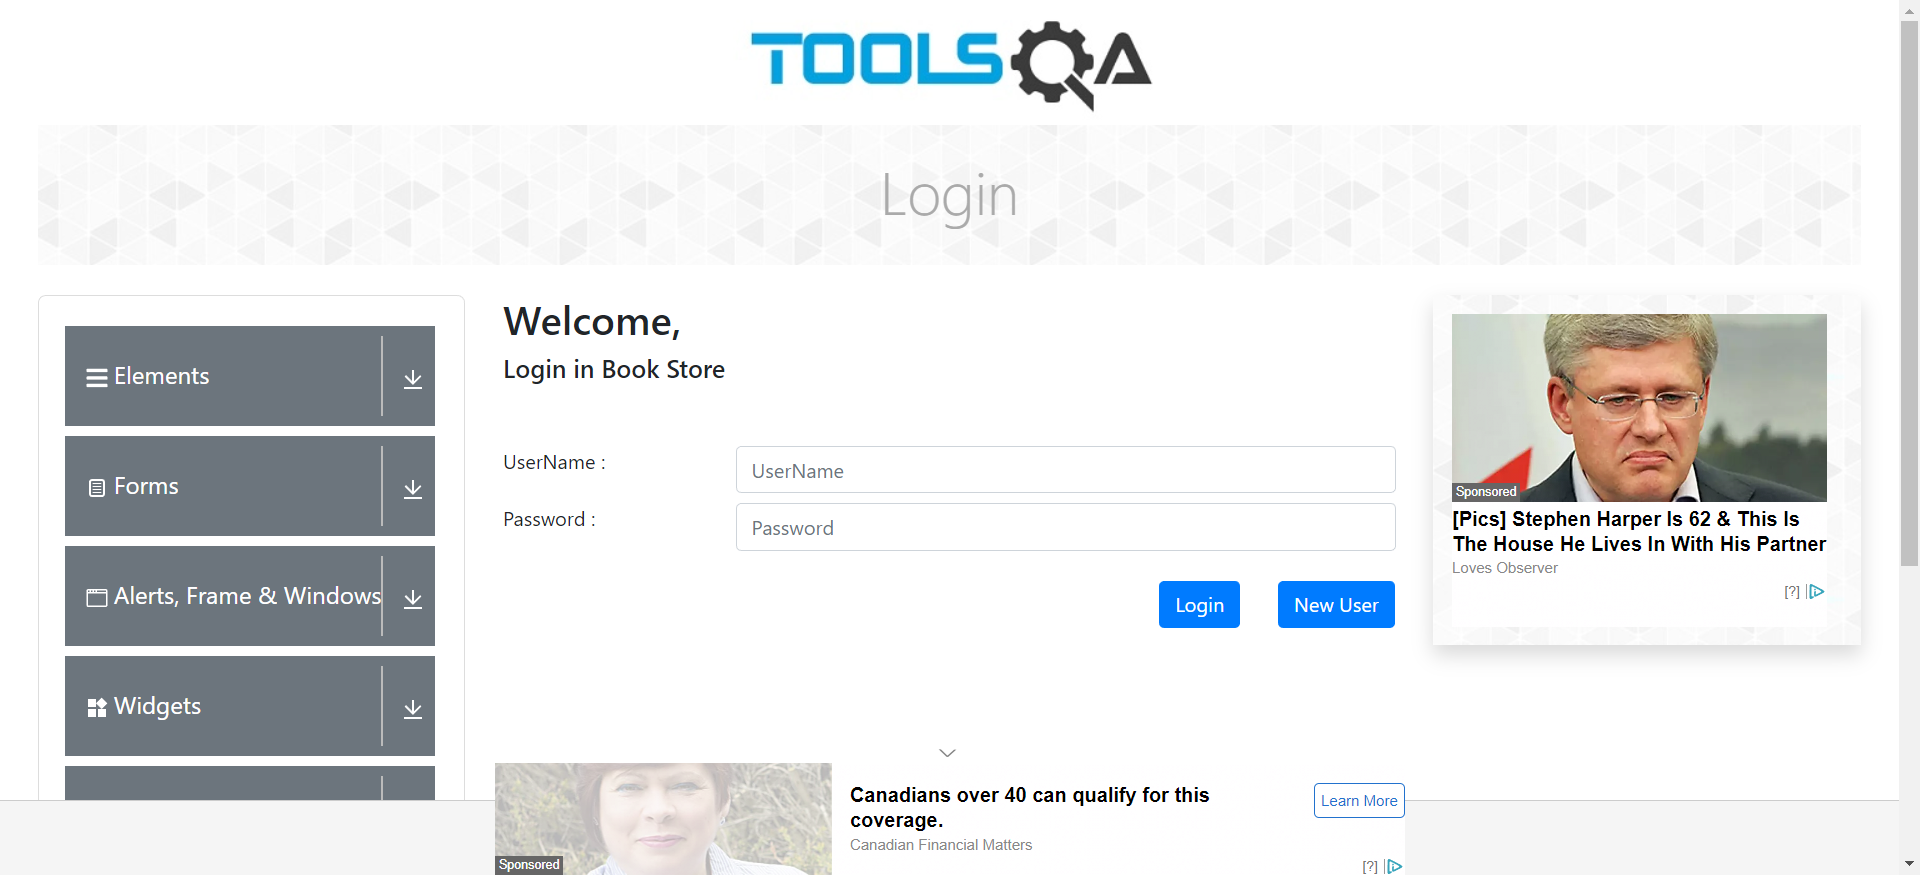 TOOLSQA
Login
Elements
Forms
Alerts, Frame & Windows
Widgets
Welcome,
Login in Book Store
UserName :
UserName
Password :
Password
Login
New User
Sponsored
[Pics] Stephen Harper Is 62 & This Is
The House He Lives In With His Partner
Loves Observer
[?]
Sponsored
Canadians over 40 can qualify for this
coverage.
Canadian Financial Matters
Learn More
[?]